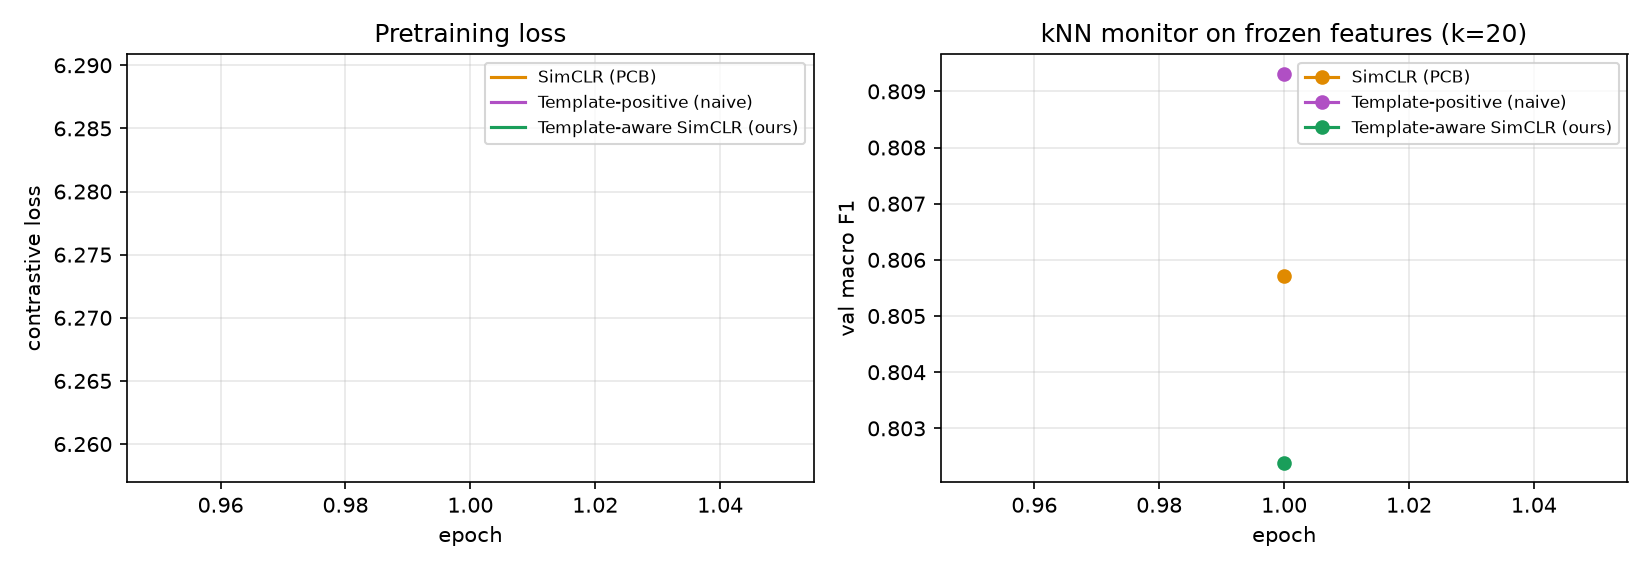 Pretraining loss
contrastive loss
6.290
6.285
6.280
6.275
6.270
6.265
6.260
SimCLR (PCB)
Template-positive (naive)
Template-aware SimCLR (ours)
0.96 0.98 1.00 1.02 1.04
epoch
kNN monitor on frozen features (k=20)
val macro F1
0.809
0.808
0.807
0.806
0.805
0.804
0.803
SimCLR (PCB)
Template-positive (naive)
Template-aware SimCLR (ours)
0.96 0.98 1.00 1.02 1.04
epoch